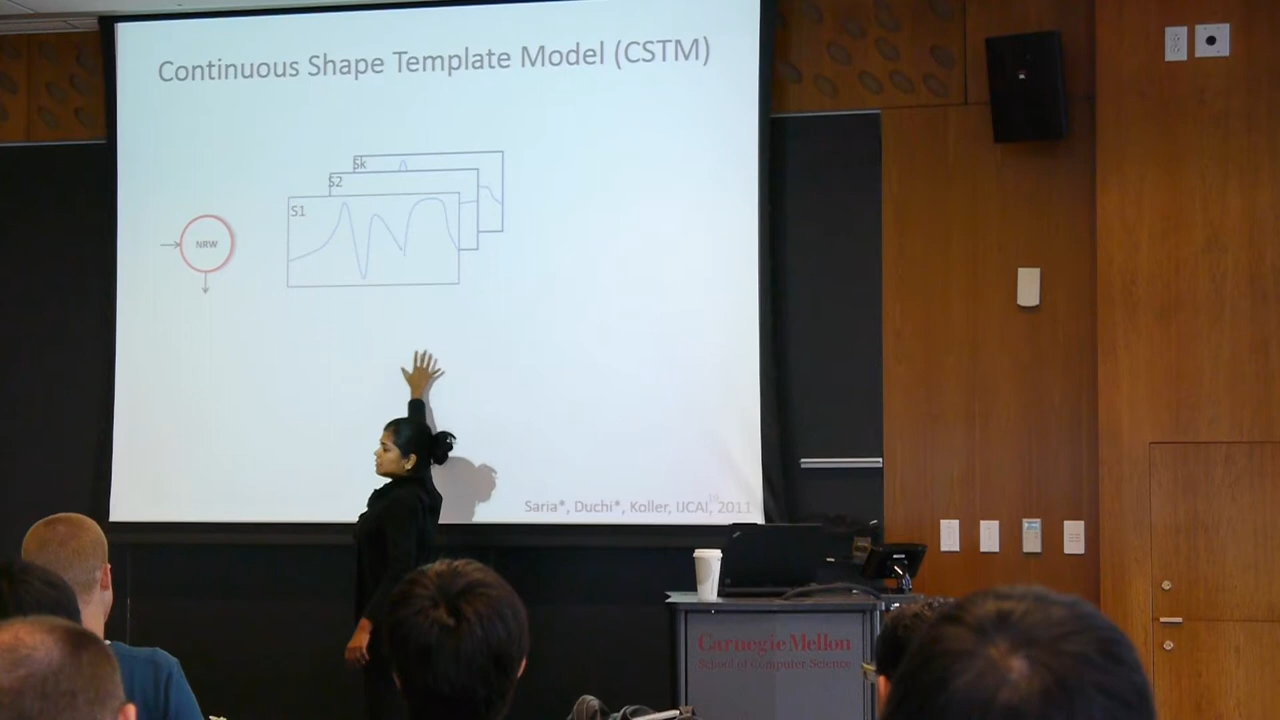 Continuous Shape Template Model (CSTM)
Sk
S2
S1
NRW
Saria*, Duchi*, Koller, IJCAI, 2011
Carnegie Mellon
School of Computer Science